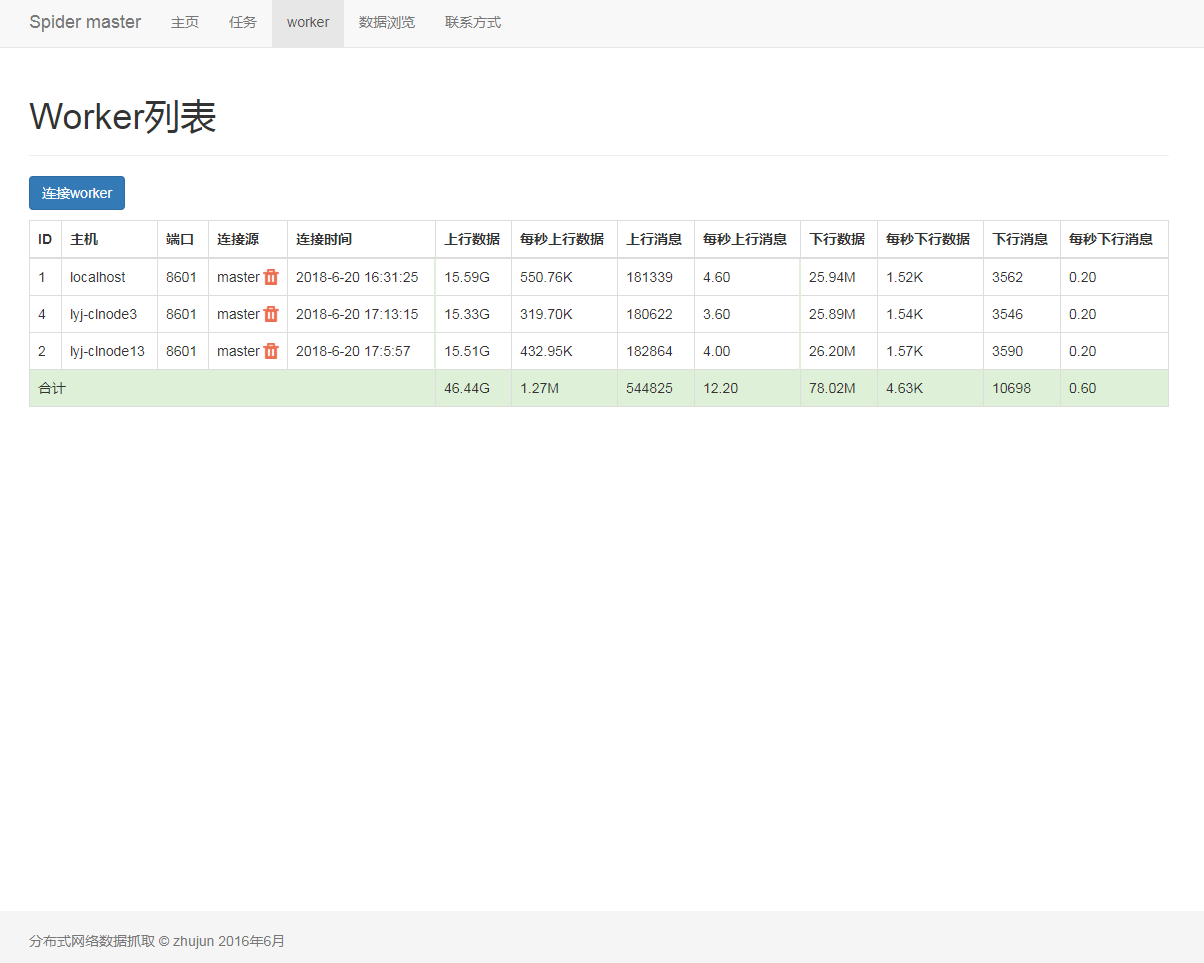 Spider master 主页 任务 worker 数据浏览 联系方式
Worker列表
连接worker
ID 主机 端口 连接源 连接时间 上行数据 每秒上行数据 上行消息 每秒上行消息 下行数据 每秒下行数据 下行消息 每秒下行消息
1 localhost 8601 master 2018-6-20 16:31:25 15.59G 550.76K 181339 4.60 25.94M 1.52K 3562 0.20
4 lyj-clnode3 8601 master 2018-6-20 17:13:15 15.33G 319.70K 180622 3.60 25.89M 1.54K 3546 0.20
2 lyj-clnode13 8601 master 2018-6-20 17:5:57 15.51G 432.95K 182864 4.00 26.20M 1.57K 3590 0.20
合计 46.44G 1.27M 544825 12.20 78.02M 4.63K 10698 0.60
分布式网络数据抓取 © zhujun 2016年6月